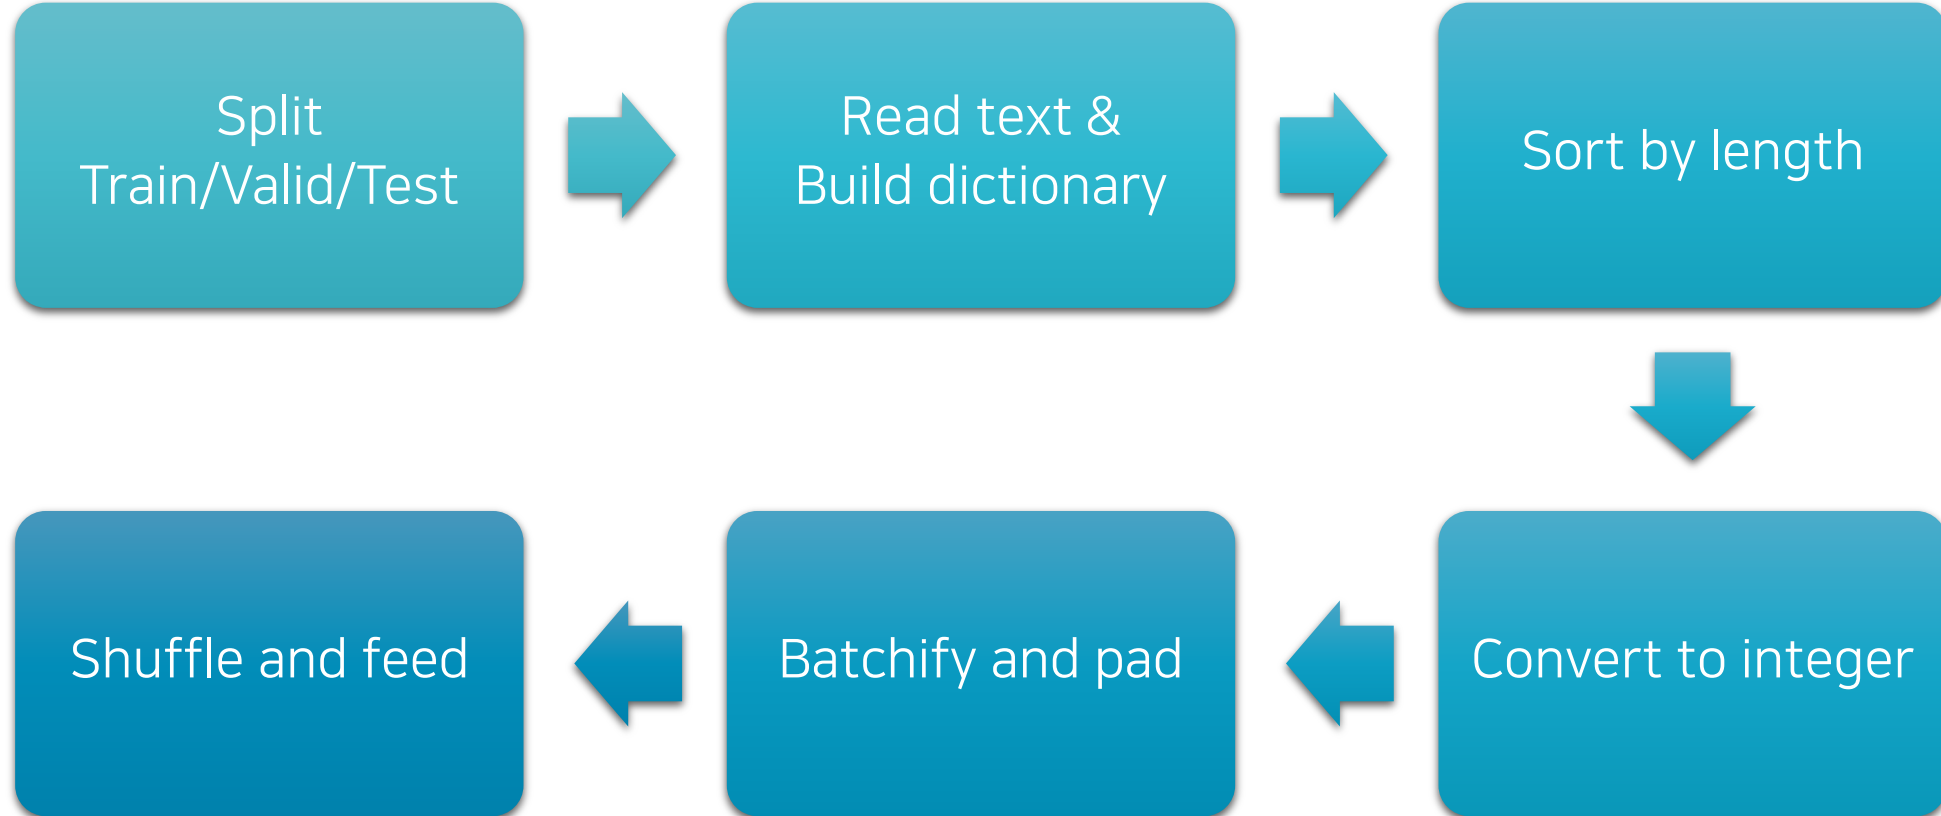 Split
Train/Valid/Test
Read text &
Build dictionary
Sort by length
Convert to integer
Batchify and pad
Shuffle and feed